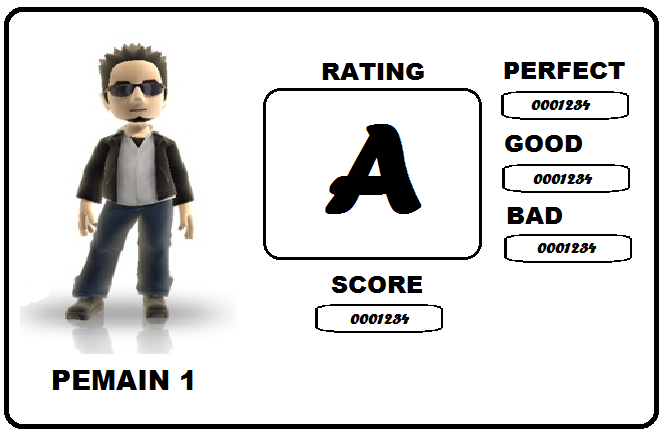 RATING
A
PERFECT
0001234
GOOD
0001234
BAD
0001234
SCORE
0001234
PEMAIN 1